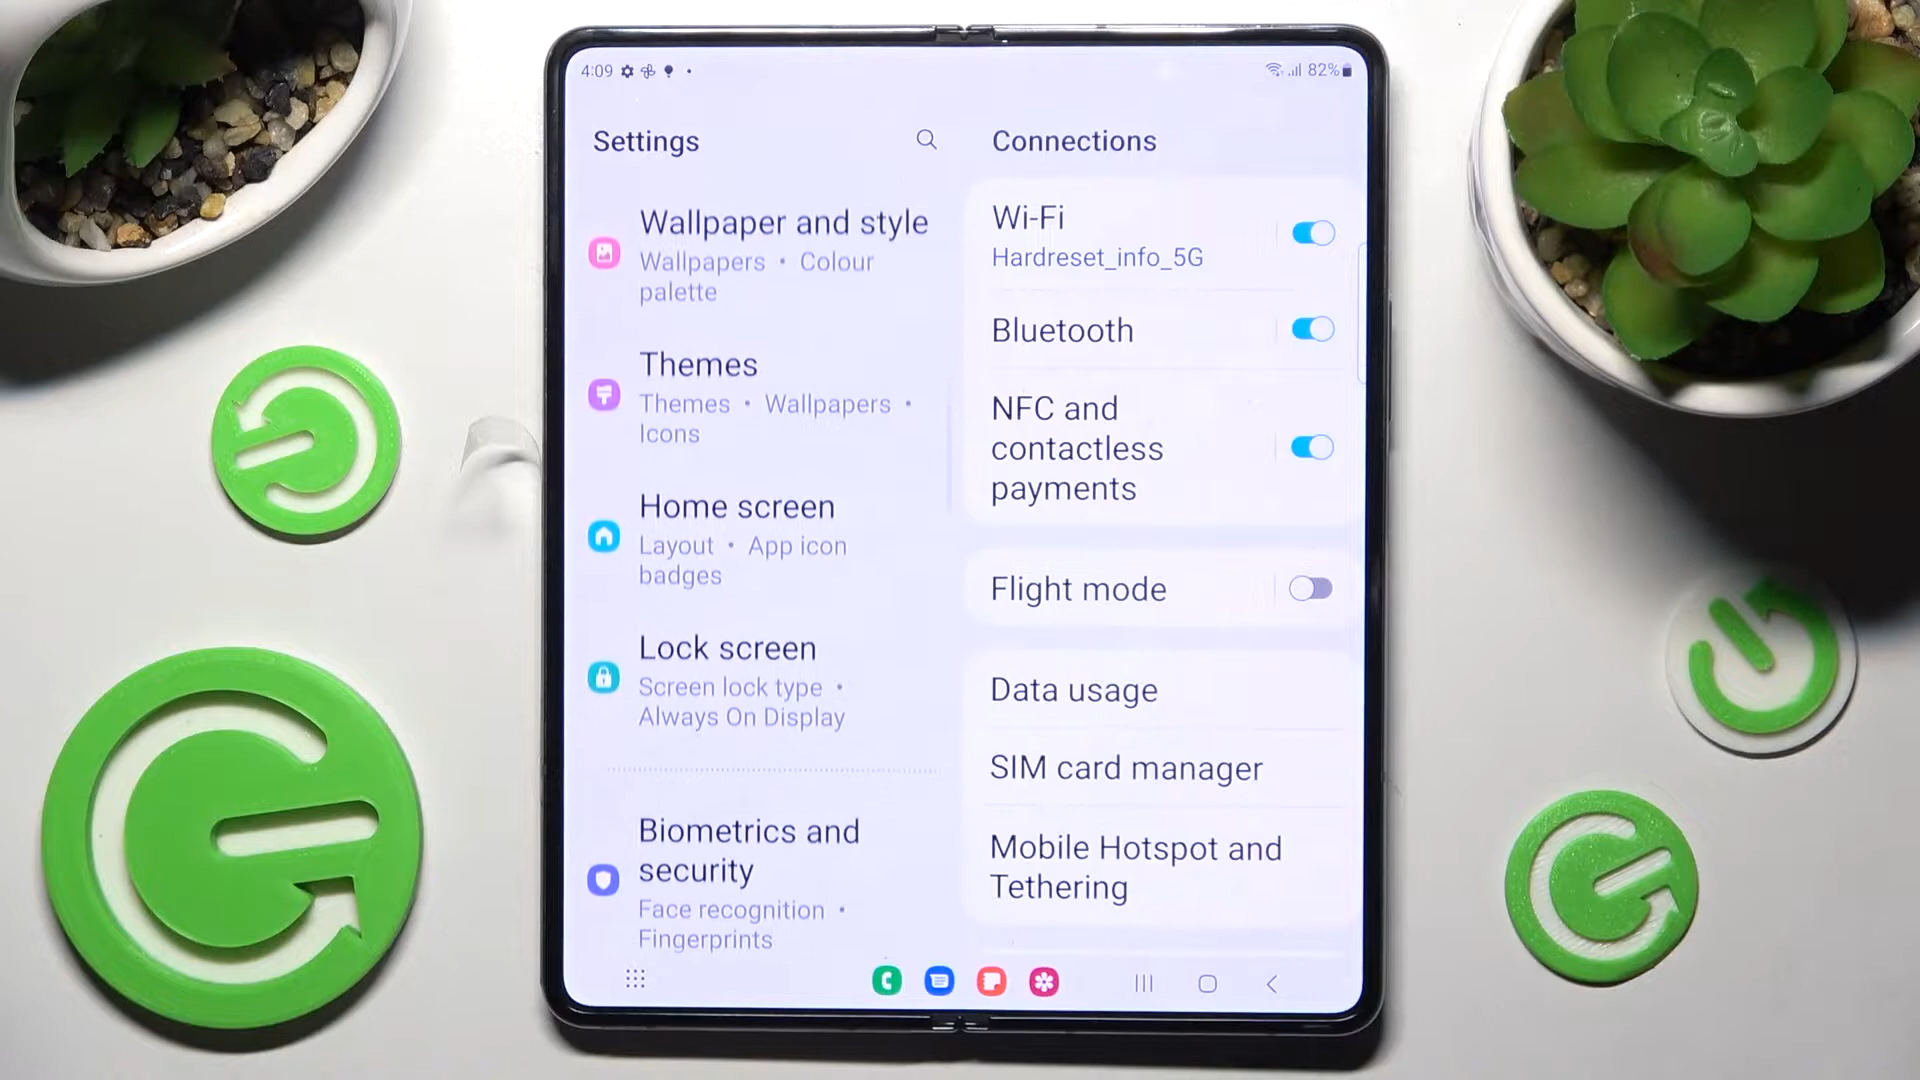 4:09
82%
Settings
Connections
Wallpaper and style
Wallpapers • Colour
palette
Themes
Themes • Wallpapers •
Icons
Home screen
Layout • App icon
badges
Lock screen
Screen lock type •
Always On Display
Biometrics and
security
Face recognition •
Fingerprints
Wi-Fi
Hardreset_info_5G
Bluetooth
NFC and
contactless
payments
Flight mode
Data usage
SIM card manager
Mobile Hotspot and
Tethering